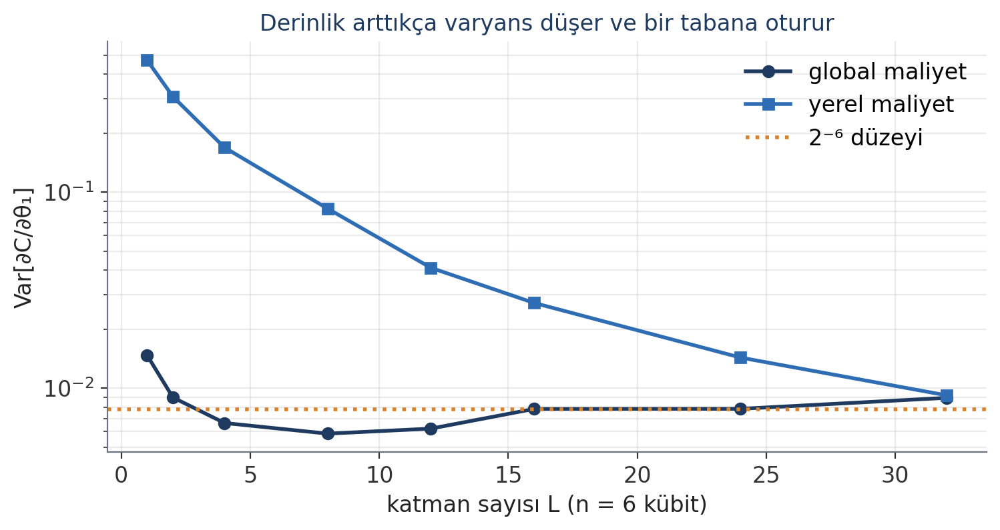 Derinlik arttıkça varyans düşer ve bir tabana oturur
global maliyet
yerel maliyet
2⁻⁶ düzeyi
Var[∂C/∂θ₁]
10⁻¹
10⁻²
0 5 10 15 20 25 30
katman sayısı L (n = 6 kübit)